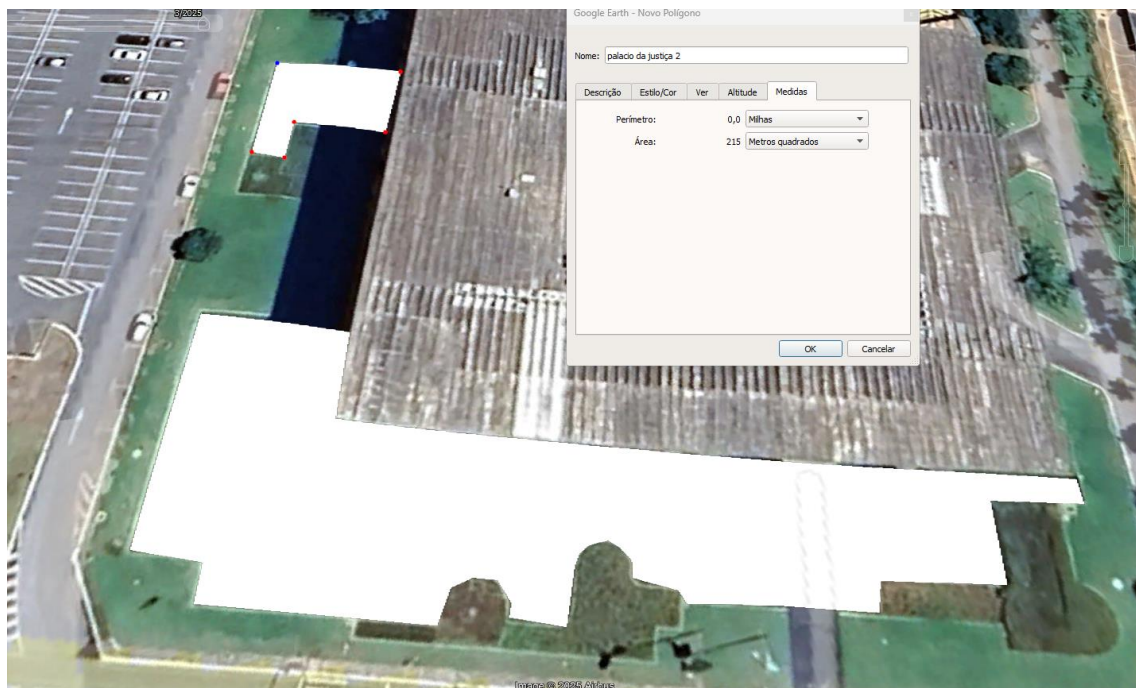 3/2025
Google Earth - Novo Polígono
Nome: palacio da justiça 2
Descrição Estilo/Cor Ver Altitude Medidas
Perímetro: 0,0 Milhas
Área: 215 Metros quadrados
OK Cancelar
Image © 2025 Airbus